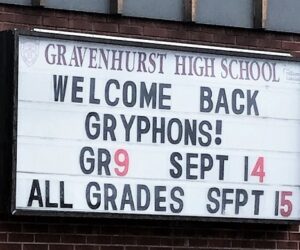 GRAVENHURST HIGH SCHOOL
WELCOME BACK
GRYPHONS!
GR9 SEPT 14
ALL GRADES SFPT 15